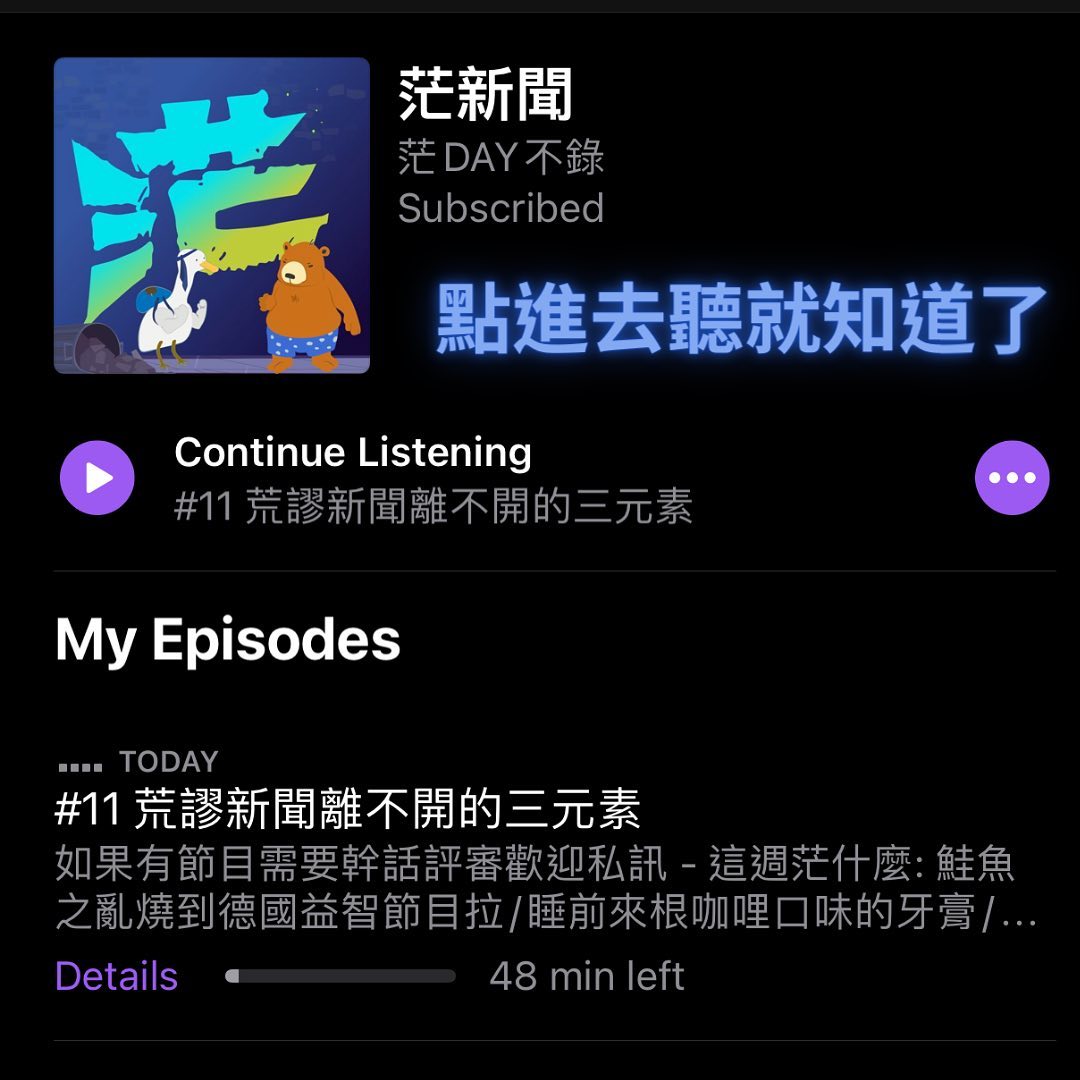 茫
茫新聞
茫DAY不錄
Subscribed
點進去聽就知道了
Continue Listening
#11 荒謬新聞離不開的三元素
My Episodes
TODAY
#11 荒謬新聞離不開的三元素
如果有節目需要幹話評審歡迎私訊 - 這週茫什麼: 鮭魚
之亂燒到德國益智節目拉/睡前來根咖哩口味的牙膏/...
Details
48 min left